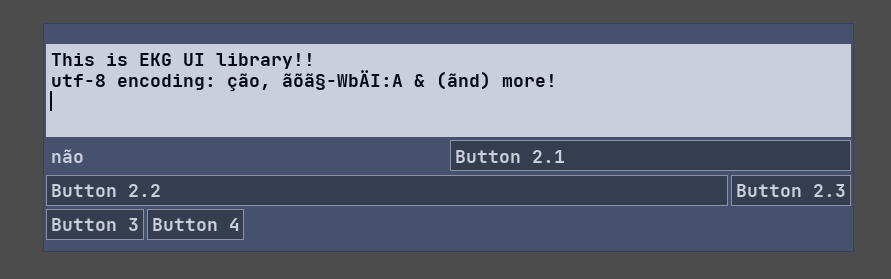 This is EKG UI library!!
utf-8 encoding: ção, ãõã§-WbÄI:A & (ãnd) more!
não Button 2.1
Button 2.2 Button 2.3
Button 3 Button 4